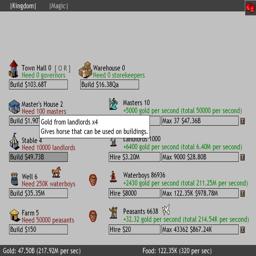 |Kingdom| |Magic|
Town Hall 0 [OR]
Need 0 governors
Build $103.68T
Warehouse 0
Need 0 storekeepers
Build $16.38Qa
Master's House 2
Need 100 masters
Build $1.90
Masters 10
+5000 gold per second (total 50000 per second)
Max 37 $47.36B
Gold from landlords x4
Gives horse that can be used on buildings.
Stable 4
Need 10000 landlords
Build $49.73B
Landlords 1000
+6400 gold per second (total 6.40M per second)
Hire $3.20M
Max 9000 $28.80B
Well 6
Need 250K waterboys
Build $35.35M
Waterboys 86936
+2430 gold per second (total 211.25M per second)
Hire $8000
Max 122.35K $978.78M
Farm 5
Need 50000 peasants
Build $150
Peasants 6638
+32.32 gold per second (total 214.54K per second)
Hire $20
Max 43362 $867.24K
Gold: 47.50B (217.92M per sec)
Food: 122.35K (320 per sec)